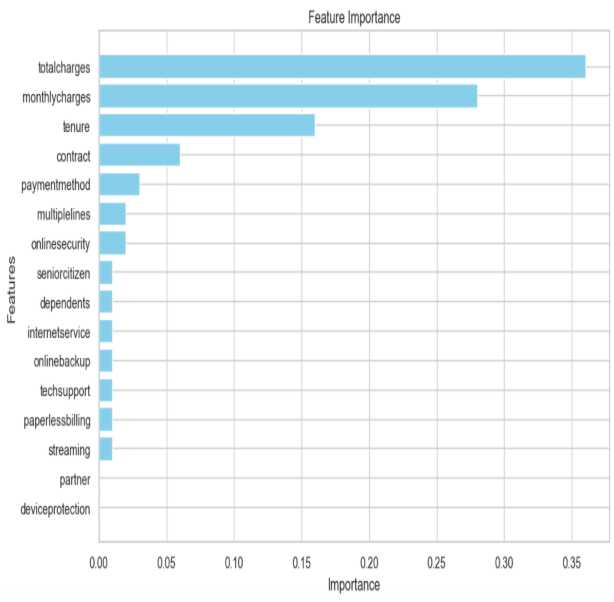 Feature Importance
Features
totalcharges
monthlycharges
tenure
contract
paymentmethod
multiplelines
onlinesecurity
seniorcitizen
dependents
internetservice
onlinebackup
techsupport
paperlessbilling
streaming
partner
deviceprotection
0.00 0.05 0.10 0.15 0.20 0.25 0.30 0.35
Importance